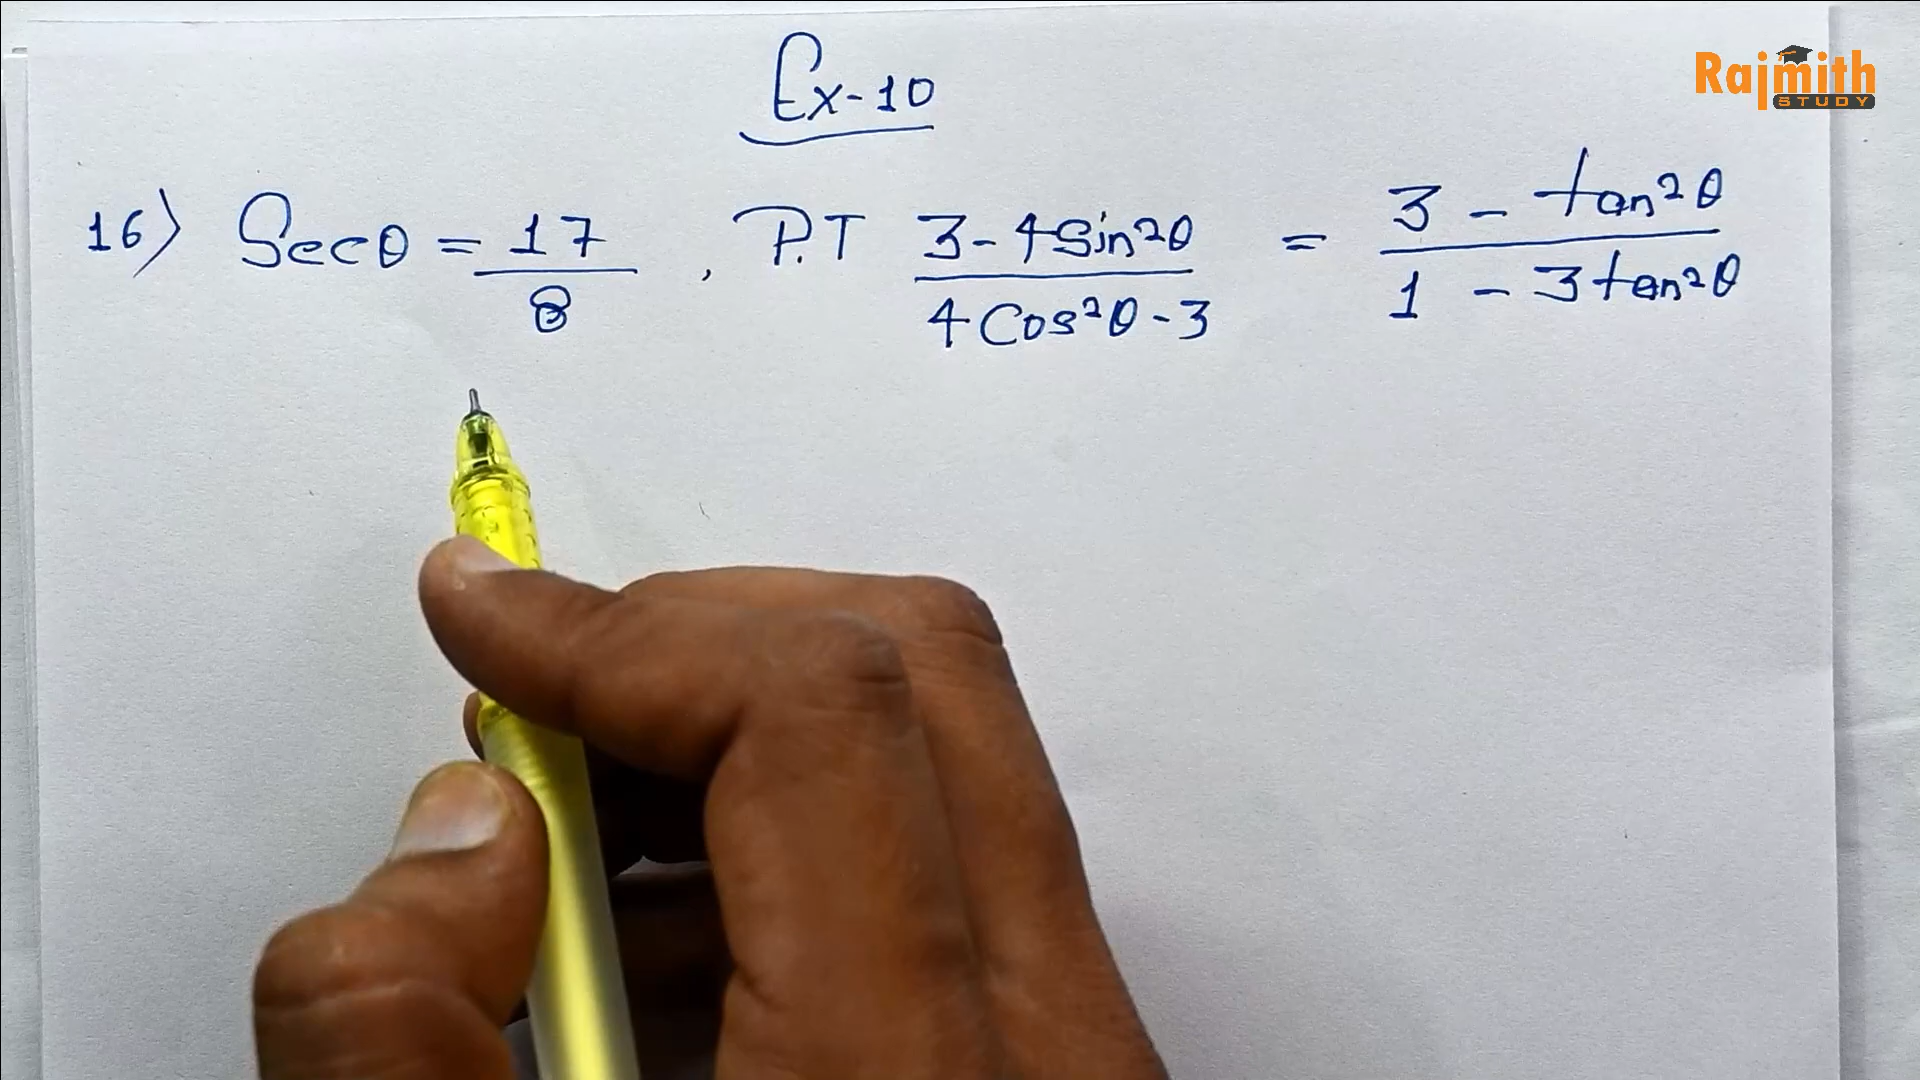 Rajmith
STUDY
Ex-10
16) Secθ = 17/8 , P.T (3-4Sin²θ)/(4Cos²θ-3) = (3 - tan²θ)/(1 - 3tan²θ)